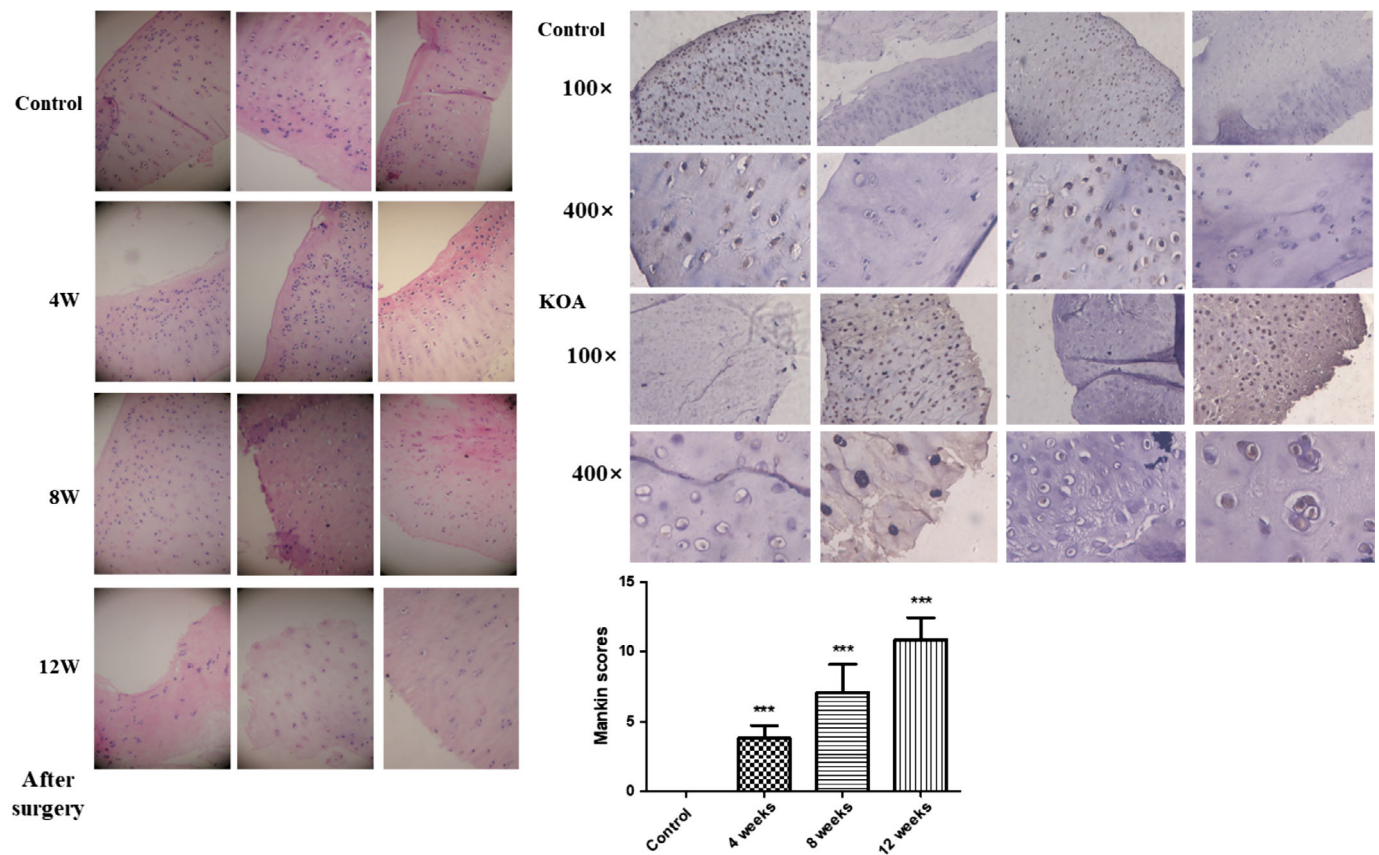 Control
4W
8W
12W
After
surgery
Control
100×
400×
KOA
100×
400×
Mankin scores
15
10
5
0
***
***
***
Control
4 weeks
8 weeks
12 weeks